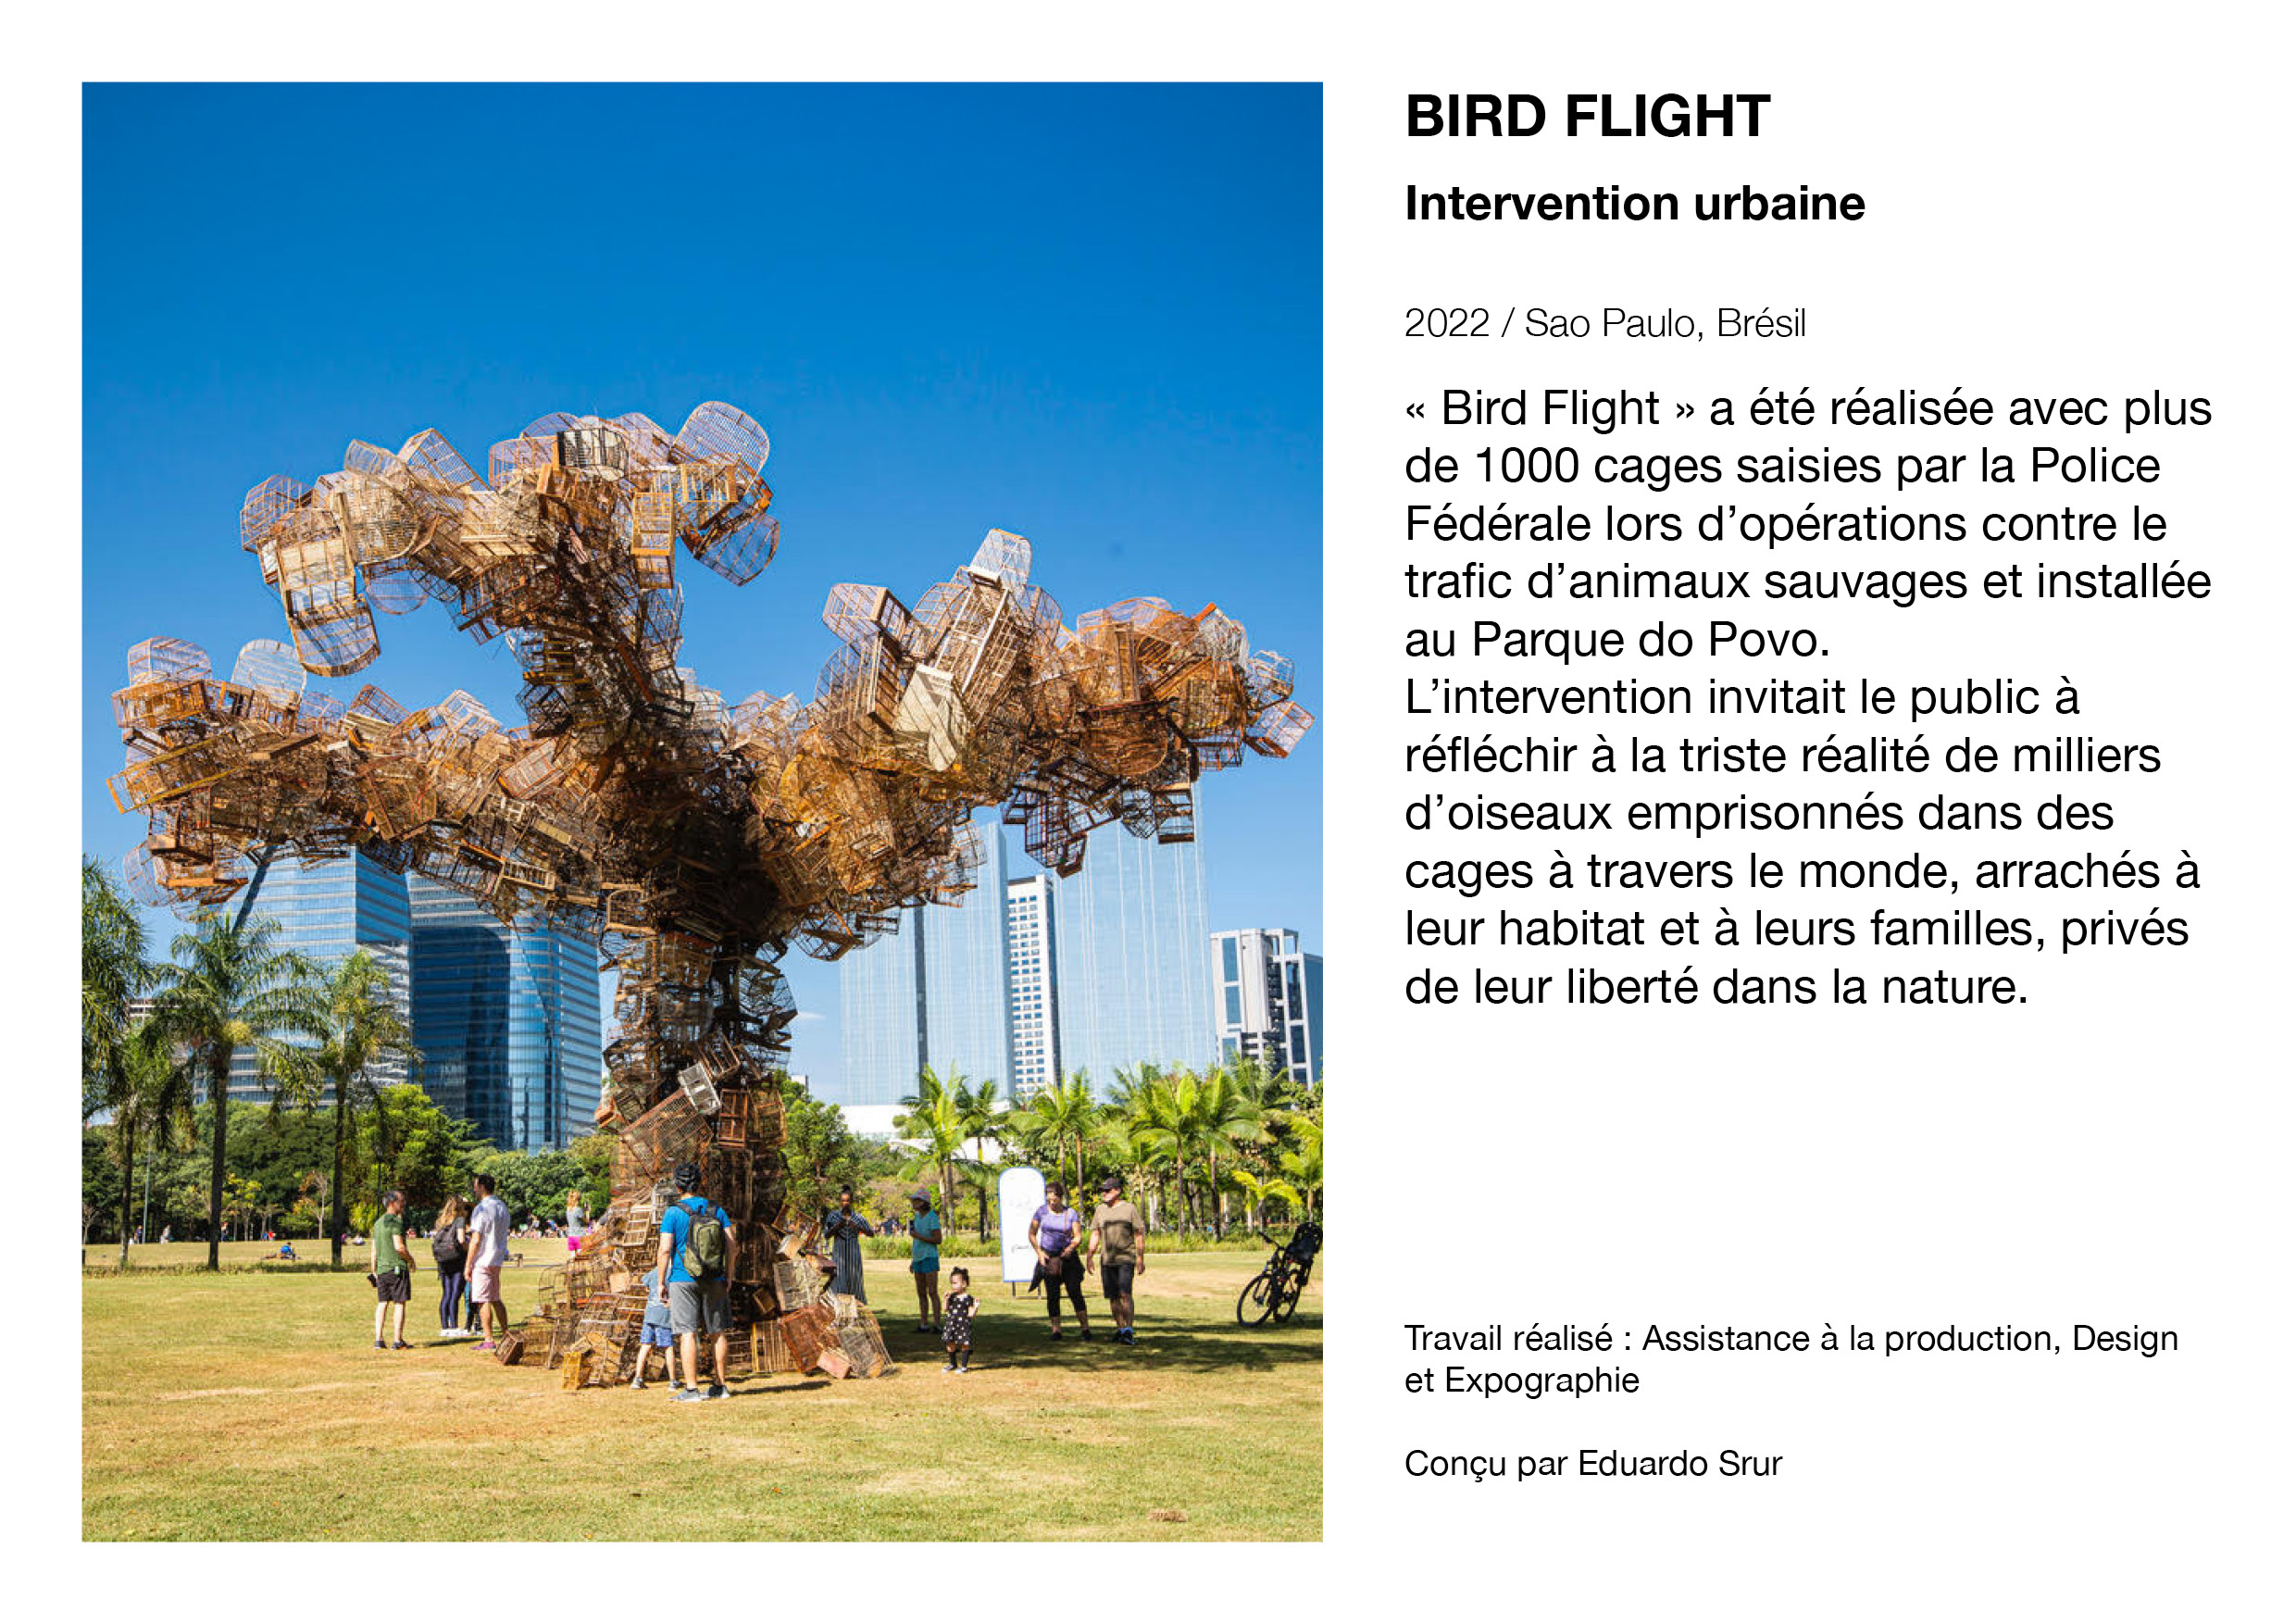 BIRD FLIGHT
Intervention urbaine
2022 / Sao Paulo, Brésil
« Bird Flight » a été réalisée avec plus
de 1000 cages saisies par la Police
Fédérale lors d’opérations contre le
trafic d’animaux sauvages et installée
au Parque do Povo.
L’intervention invitait le public à
réfléchir à la triste réalité de milliers
d’oiseaux emprisonnés dans des
cages à travers le monde, arrachés à
leur habitat et à leurs familles, privés
de leur liberté dans la nature.
Travail réalisé : Assistance à la production, Design
et Expographie
Conçu par Eduardo Srur